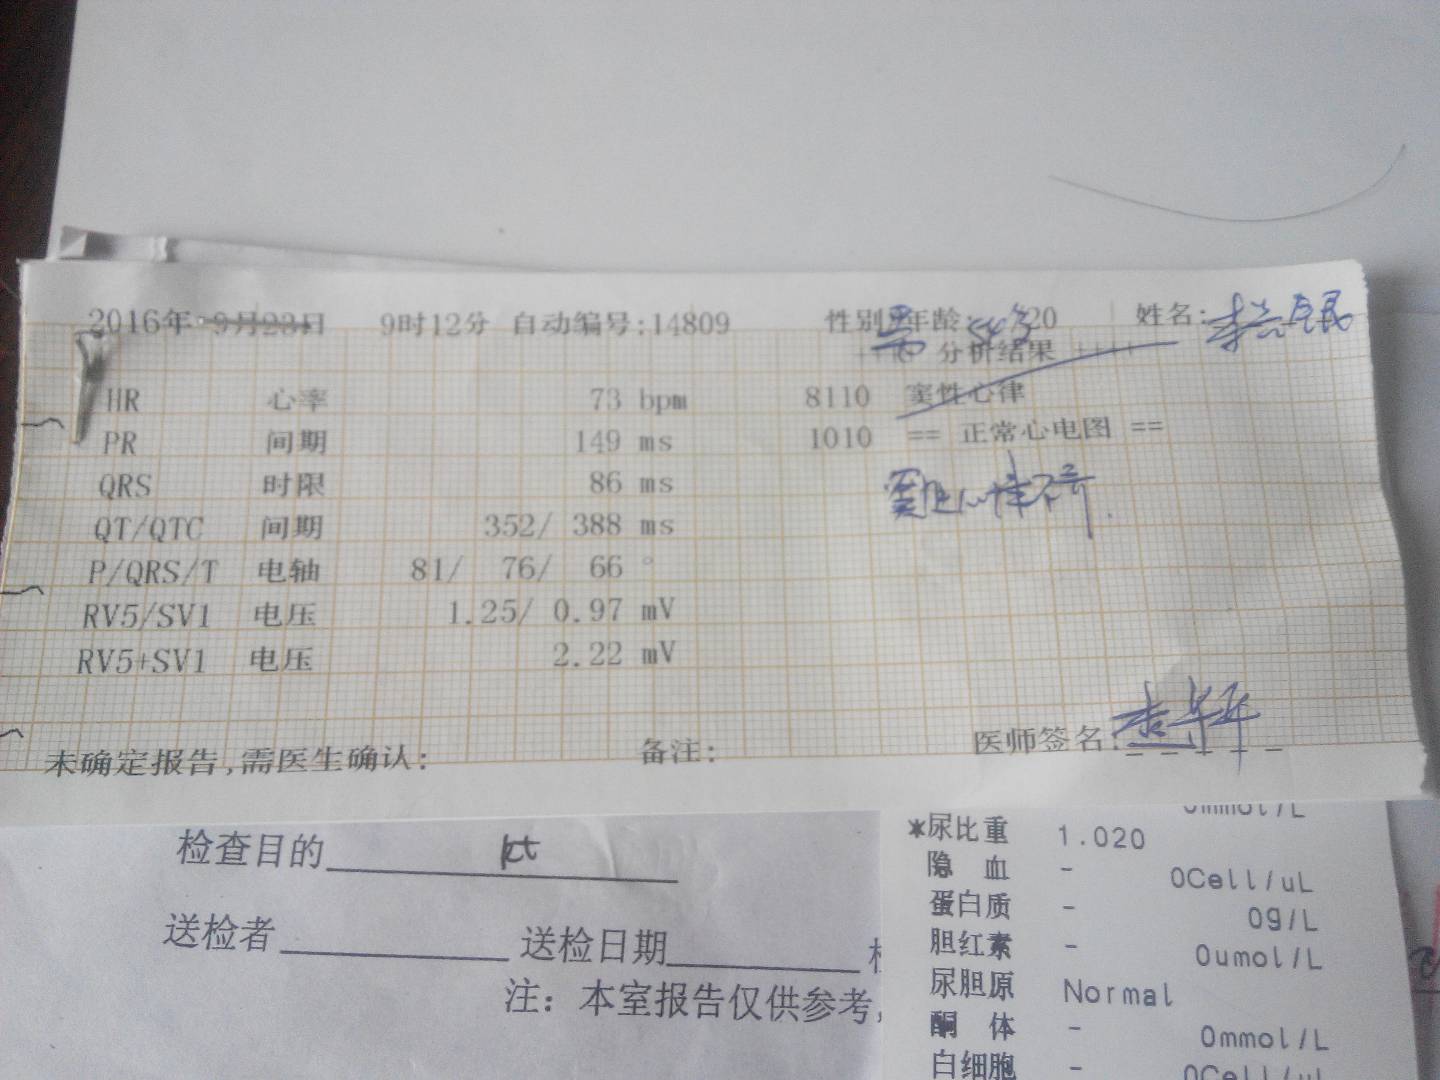 2016年 9月23日 9时12分 自动编号:14809 性别 男 年龄: 54岁 /20 姓名:
分析结果 ++++
HR 心率 73 bpm 8110 窦性心律
PR 间期 149 ms 1010 == 正常心电图 ==
QRS 时限 86 ms
窦性心律不齐.
QT/QTC 间期 352/ 388 ms
P/QRS/T 电轴 81/ 76/ 66 °
RV5/SV1 电压 1.25/ 0.97 mV
RV5+SV1 电压 2.22 mV
未确定报告,需医生确认: 备注: 医师签名:
检查目的
送检者 送检日期
注: 本室报告仅供参考,
0mmol/L
*尿比重 1.020
隐 血 - 0Cell/uL
蛋白质 - 0g/L
胆红素 - 0umol/L
尿胆原 Normal
酮 体 - 0mmol/L
白细胞 - 0Cell/uL